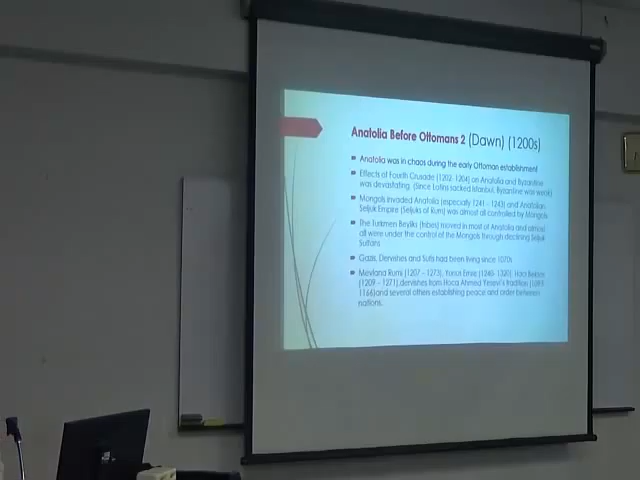 Anatolia Before Ottomans 2 (Dawn) (1200s)
Anatolia was in chaos during the early Ottoman establishment
Effects of Fourth Crusade (1202-1204) on Anatolia and Byzantine
was devastating. (Since Latins sacked Istanbul, Byzantine was weak)
Mongols invaded Anatolia (especially 1241 - 1243) and Anatolian
Seljuk Empire (Seljuks of Rum) was almost all controlled by Mongols
The Turkmen Beyliks (tribes) moved in most of Anatolia and almost
all were under the control of the Mongols through declining Seljuk
Sultans
Gazis, Dervishes and Sufis had been living since 1070s
Mevlana Rumi (1207 - 1273), Yunus Emre (1240- 1320), Haci Bektas
(1209 - 1271),dervishes from Hoca Ahmed Yesevi's tradition (1093-
1166)and several others establishing peace and order between
nations.